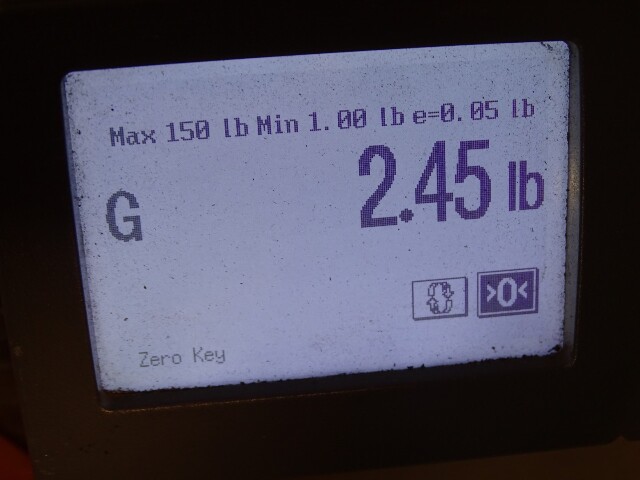 Max 150 lb Min 1.00 lb e=0.05 lb
G 2.45 lb
>0<
Zero Key